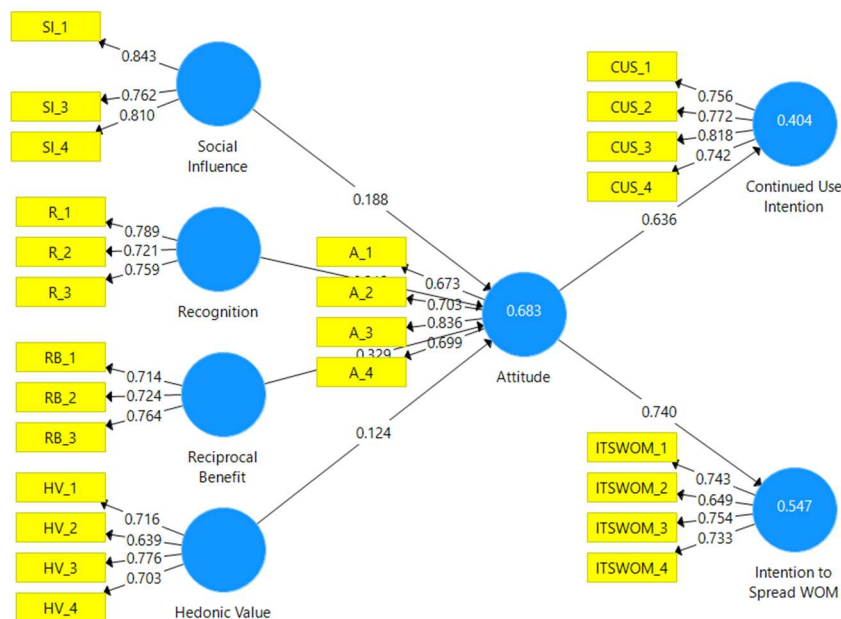 SI_1
0.843
SI_3
0.762
SI_4
0.810
Social
Influence
0.188
R_1
0.789
R_2
0.721
R_3
0.759
Recognition
RB_1
0.714
RB_2
0.724
RB_3
0.764
Reciprocal
Benefit
0.329
HV_1
0.716
HV_2
0.639
HV_3
0.776
HV_4
0.703
Hedonic Value
0.124
A_1
0.673
A_2
0.703
A_3
0.836
A_4
0.699
0.683
Attitude
CUS_1
0.756
CUS_2
0.772
CUS_3
0.818
CUS_4
0.742
0.404
Continued Use
Intention
0.636
0.740
ITSWOM_1
0.743
ITSWOM_2
0.649
ITSWOM_3
0.754
ITSWOM_4
0.733
0.547
Intention to
Spread WOM